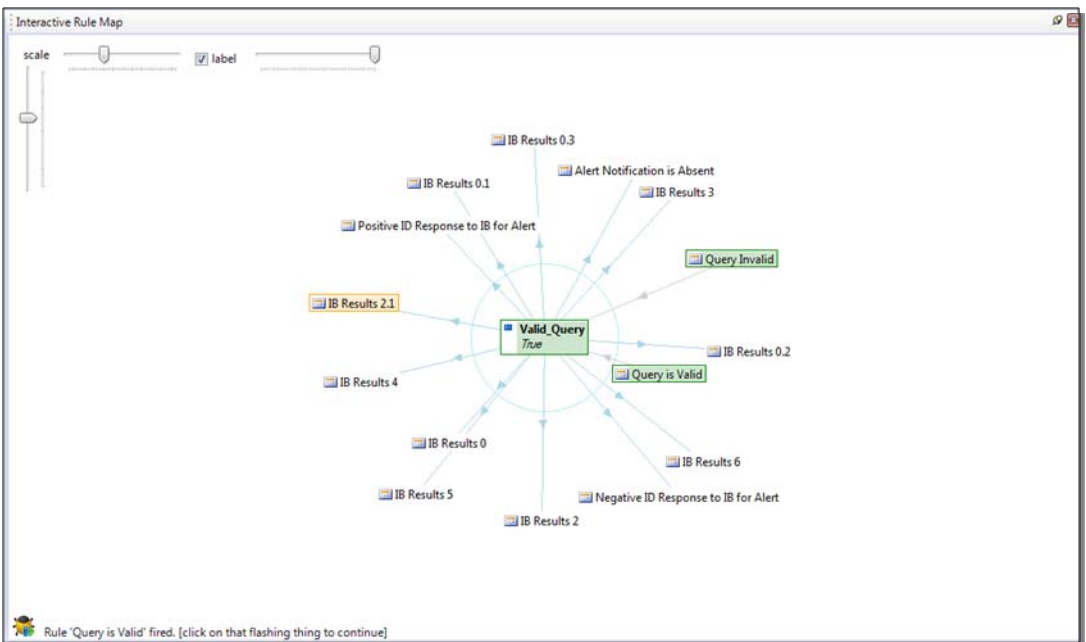 Interactive Rule Map
scale
label
IB Results 0.3
Alert Notification is Absent
IB Results 0.1
IB Results 3
Positive ID Response to IB for Alert
Query Invalid
IB Results 2.1
Valid_Query
True
IB Results 0.2
Query is Valid
IB Results 4
IB Results 0
IB Results 6
IB Results 5
Negative ID Response to IB for Alert
IB Results 2
Rule 'Query is Valid' fired. [click on that flashing thing to continue]